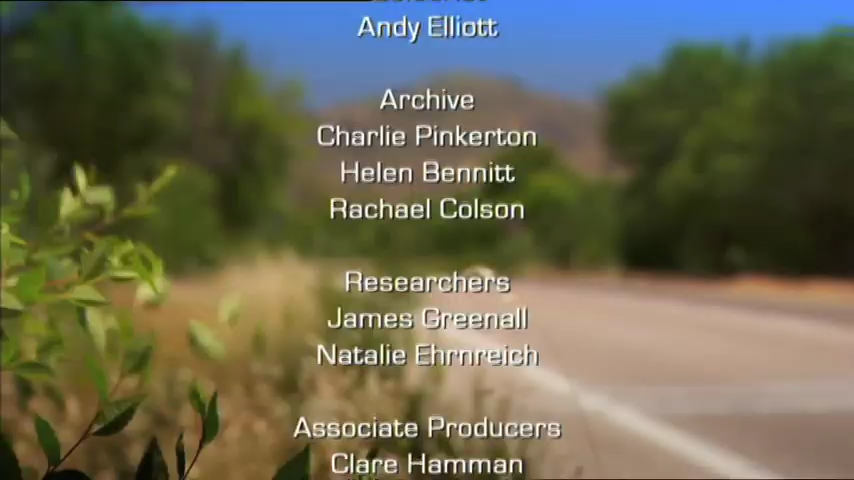 Andy Elliott
Archive
Charlie Pinkerton
Helen Bennitt
Rachael Colson
Researchers
James Greenall
Natalie Ehrnreich
Associate Producers
Clare Hamman